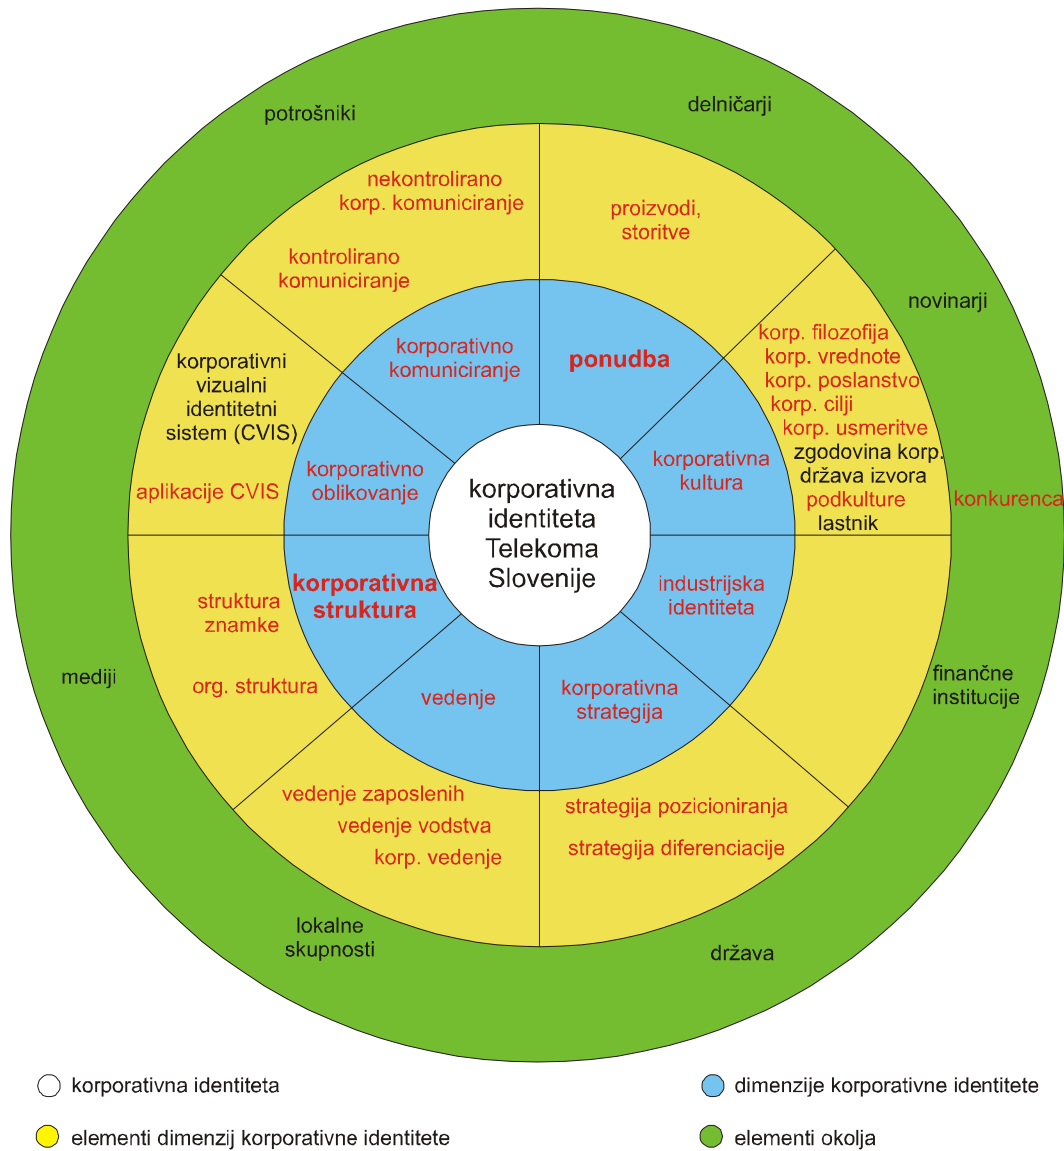 potrošniki
delničarji
nekontrolirano
korp. komuniciranje
proizvodi,
storitve
kontrolirano
komuniciranje
novinarji
korporativni
vizualni
identitetni
sistem (CVIS)
aplikacije CVIS
korporativno
komuniciranje
ponudba
korp. filozofija
korp. vrednote
korp. poslanstvo
korp. cilji
korp. usmeritve
zgodovina korp.
država izvora
podkulture
lastnik
konkurenca
korporativno
oblikovanje
korporativna
kultura
korporativna
identiteta
Telekoma
Slovenije
korporativna
struktura
industrijska
identiteta
struktura
znamke
org. struktura
mediji
vedenje
korporativna
strategija
finančne
institucije
vedenje zaposlenih
vedenje vodstva
korp. vedenje
strategija pozicioniranja
strategija diferenciacije
lokalne
skupnosti
država
korporativna identiteta
dimenzije korporativne identitete
elementi dimenzij korporativne identitete
elementi okolja